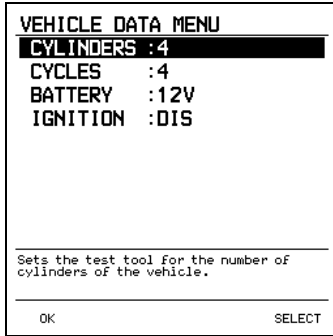 VEHICLE DATA MENU
CYLINDERS :4
CYCLES :4
BATTERY :12V
IGNITION :DIS
Sets the test tool for the number of
cylinders of the vehicle.
OK SELECT